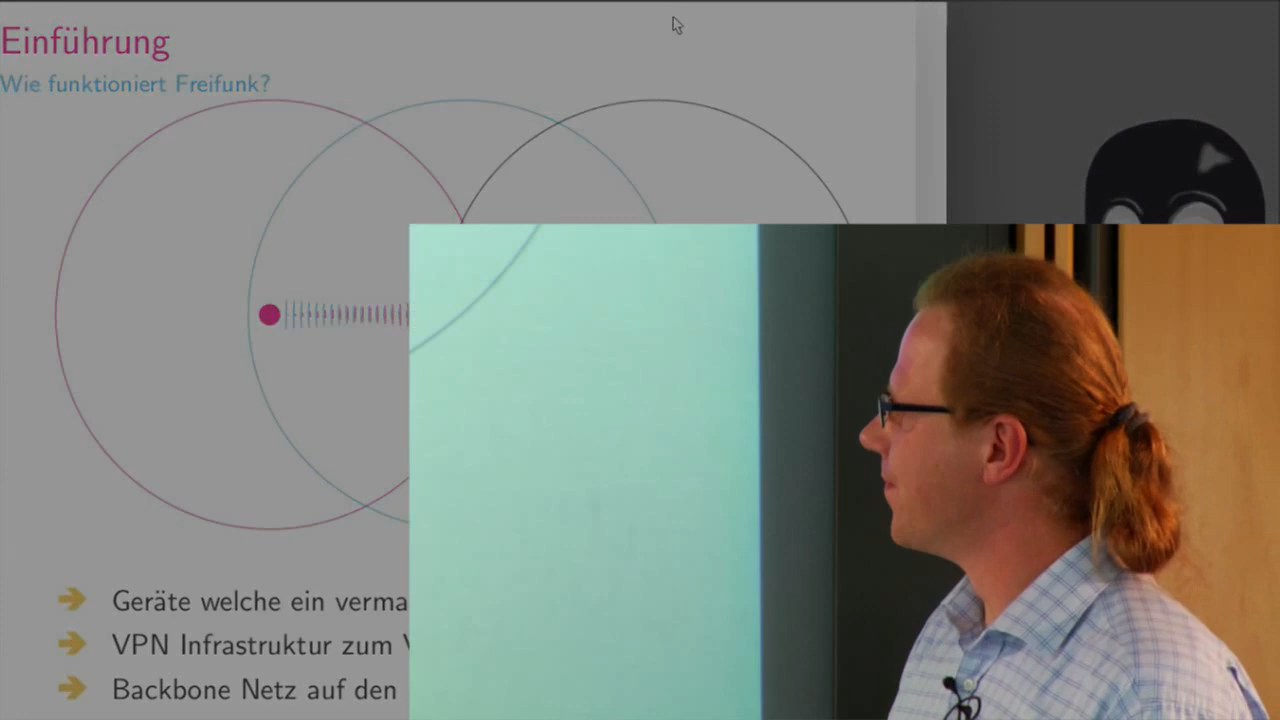 Einführung
Wie funktioniert Freifunk?
Geräte welche ein verma
VPN Infrastruktur zum
Backbone Netz auf den